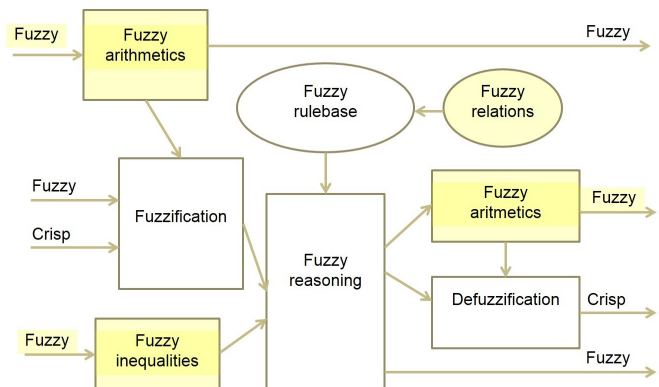 Fuzzy
Fuzzy
arithmetics
Fuzzy
Fuzzy
rulebase
Fuzzy
relations
Fuzzy
Crisp
Fuzzification
Fuzzy
reasoning
Fuzzy
aritmetics
Fuzzy
Defuzzification
Crisp
Fuzzy
Fuzzy
inequalities
Fuzzy